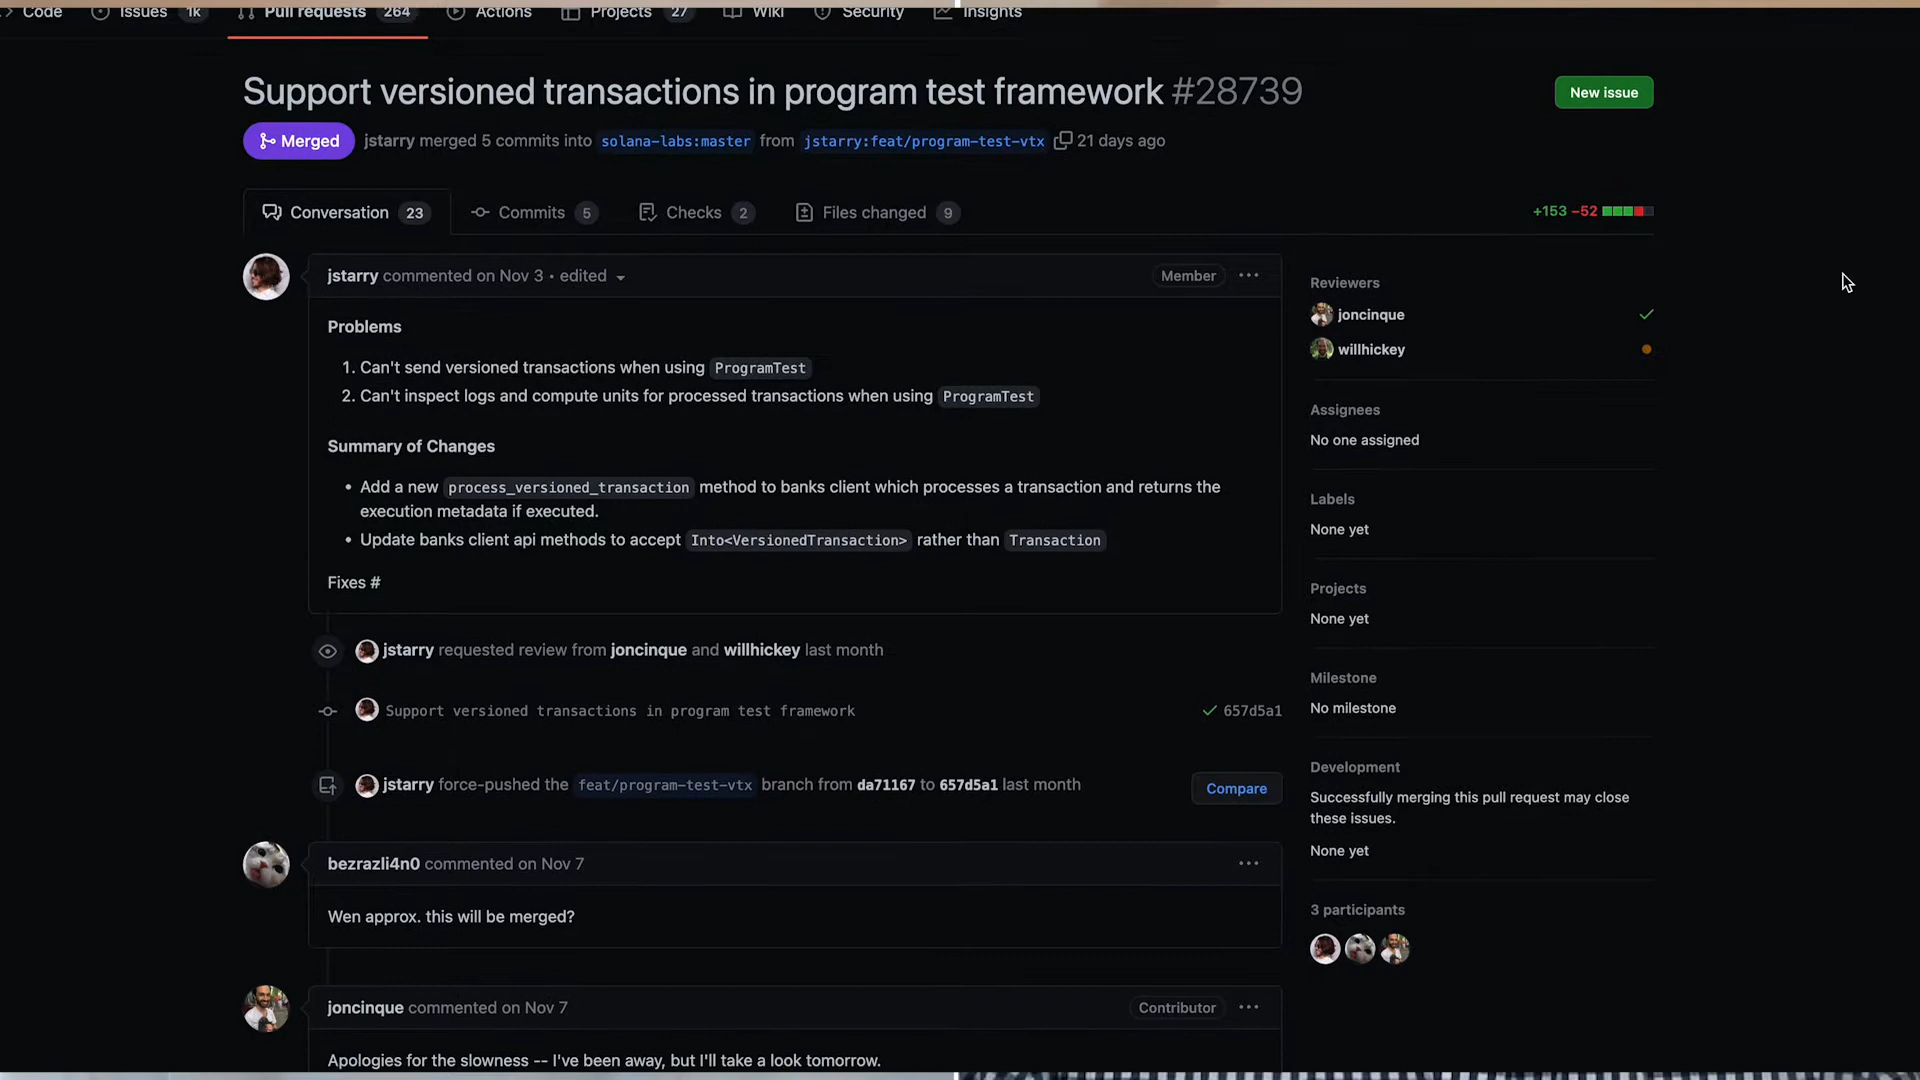 Code Issues 1k Pull requests 264 Actions Projects 27 Wiki Security Insights
Support versioned transactions in program test framework #28739
New issue
Merged jstarry merged 5 commits into solana-labs:master from jstarry:feat/program-test-vtx 21 days ago
Conversation 23 Commits 5 Checks 2 Files changed 9 +153 −52
jstarry commented on Nov 3 • edited Member
Problems
1. Can't send versioned transactions when using ProgramTest
2. Can't inspect logs and compute units for processed transactions when using ProgramTest
Summary of Changes
• Add a new process_versioned_transaction method to banks client which processes a transaction and returns the
execution metadata if executed.
• Update banks client api methods to accept Into<VersionedTransaction> rather than Transaction
Fixes #
jstarry requested review from joncinque and willhickey last month
Support versioned transactions in program test framework 657d5a1
jstarry force-pushed the feat/program-test-vtx branch from da71167 to 657d5a1 last month Compare
bezrazli4n0 commented on Nov 7
Wen approx. this will be merged?
joncinque commented on Nov 7 Contributor
Apologies for the slowness -- I've been away, but I'll take a look tomorrow.
Reviewers
joncinque
willhickey
Assignees
No one assigned
Labels
None yet
Projects
None yet
Milestone
No milestone
Development
Successfully merging this pull request may close
these issues.
None yet
3 participants